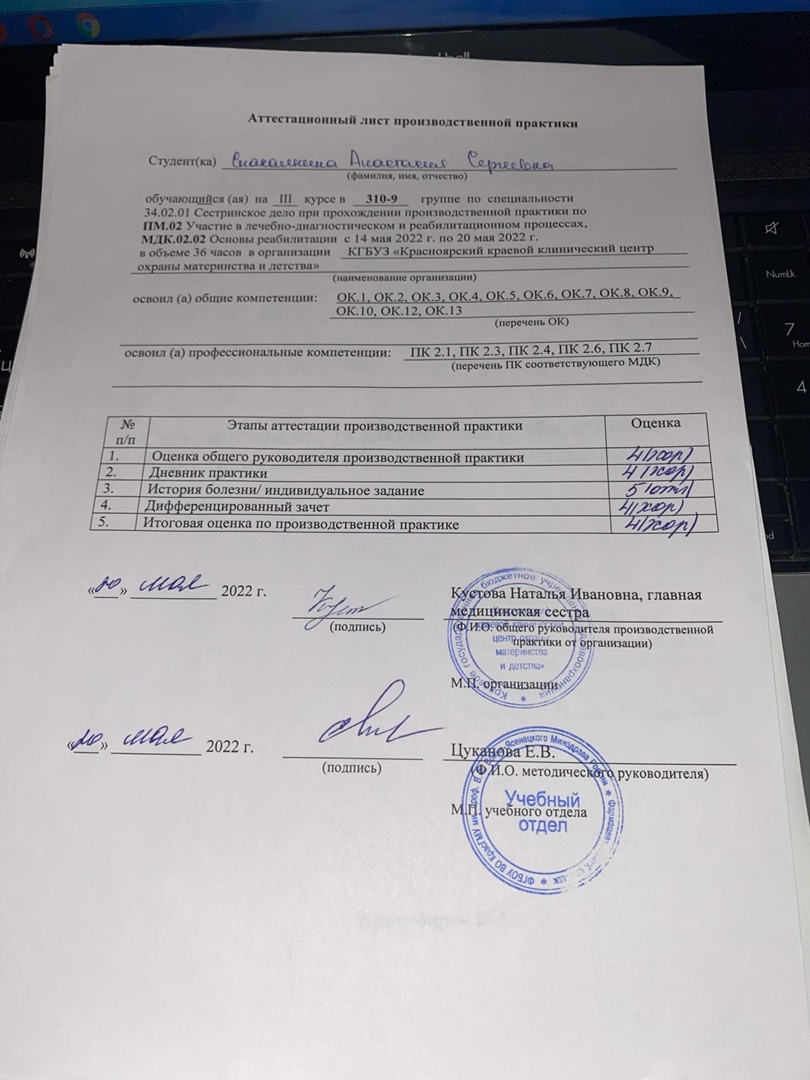 Аттестационный лист производственной практики
Студент(ка) Анастасия Сергеевна
(фамилия, имя, отчество)
обучающийся (ая) на III курсе в 310-9 группе по специальности
34.02.01 Сестринское дело при прохождении производственной практики по
ПМ.02 Участие в лечебно-диагностическом и реабилитационном процессах,
МДК.02.02 Основы реабилитации с 14 мая 2022 г. по 20 мая 2022 г.
в объеме 36 часов в организации КГБУЗ «Красноярский краевой клинический центр
охраны материнства и детства»
(наименование организации)
освоил (а) общие компетенции: ОК.1, ОК.2, ОК.3, ОК.4, ОК.5, ОК.6, ОК.7, ОК.8, ОК.9,
ОК.10, ОК.12, ОК.13
(перечень ОК)
освоил (а) профессиональные компетенции: ПК 2.1, ПК 2.3, ПК 2.4, ПК 2.6, ПК 2.7
(перечень ПК соответствующего МДК)
№ п/п Этапы аттестации производственной практики Оценка
1. Оценка общего руководителя производственной практики 4(хор)
2. Дневник практики 4(хор)
3. История болезни/ индивидуальное задание 5(отл)
4. Дифференцированный зачет 4(хор)
5. Итоговая оценка по производственной практике 4(хор)
«20» мая 2022 г.
(подпись)
Кустова Наталья Ивановна, главная
медицинская сестра
(Ф.И.О. общего руководителя производственной
практики от организации)
центр охраны
материнства
и детства»
М.П. организации
«20» мая 2022 г.
(подпись)
Цуканова Е.В.
(Ф.И.О. методического руководителя)
М.П. учебного отдела
Учебный
отдел
NumLk
7
Home